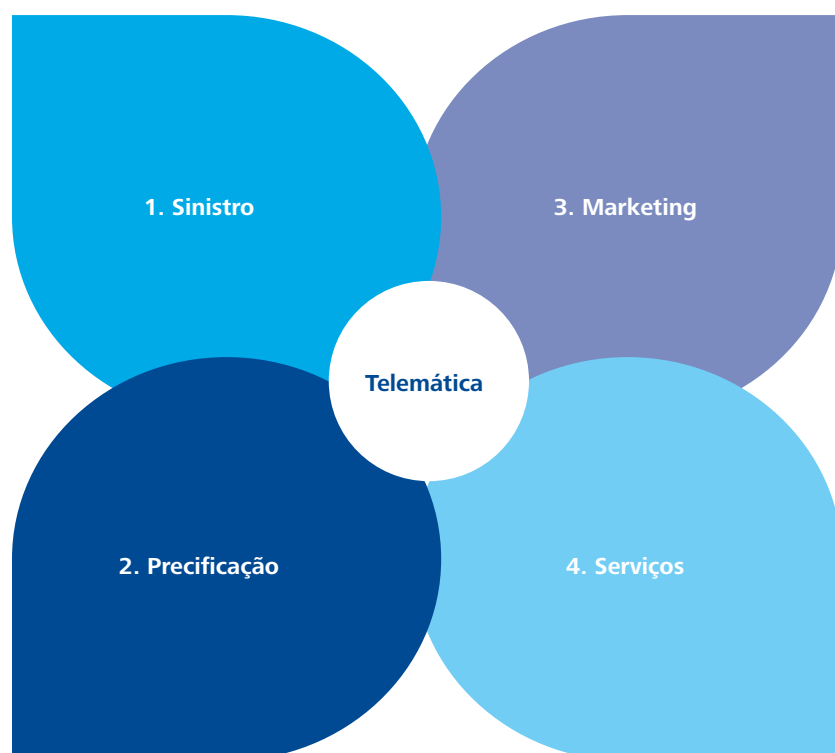 1. Sinistro
3. Marketing
Telemática
2. Precificação
4. Serviços